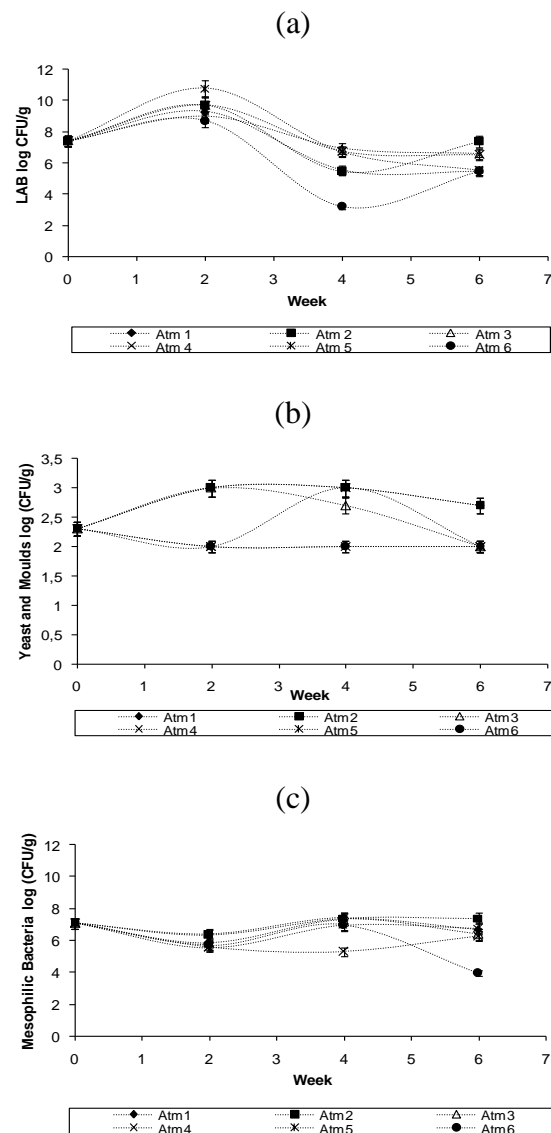 (a)
LAB log CFU/g
12
10
8
6
4
2
0
0 1 2 3 4 5 6 7
Week
Atm 1 Atm 2 Atm 3
Atm 4 Atm 5 Atm 6
(b)
Yeast and Moulds log (CFU/g)
3,5
3
2,5
2
1,5
1
0,5
0
0 1 2 3 4 5 6 7
Week
Atm1 Atm2 Atm3
Atm4 Atm5 Atm6
(c)
Mesophilic Bacteria log (CFU/g)
12
10
8
6
4
2
0
0 1 2 3 4 5 6 7
Week
Atm1 Atm2 Atm3
Atm4 Atm5 Atm6